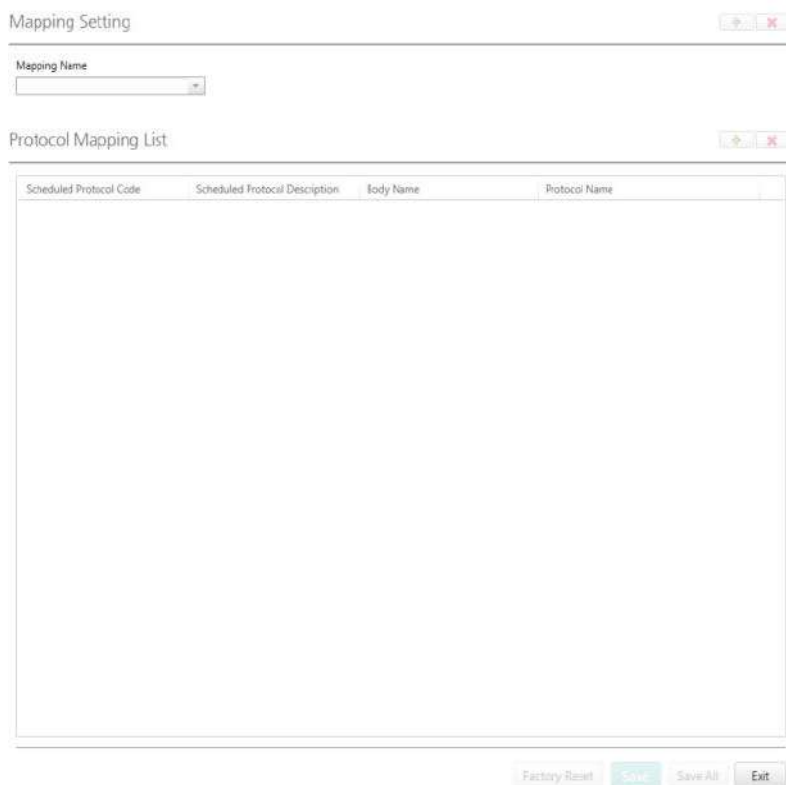 Mapping Setting
Mapping Name
Protocol Mapping List
Scheduled Protocol Code Scheduled Protocol Description Body Name Protocol Name
Factory Reset Save Save All Exit